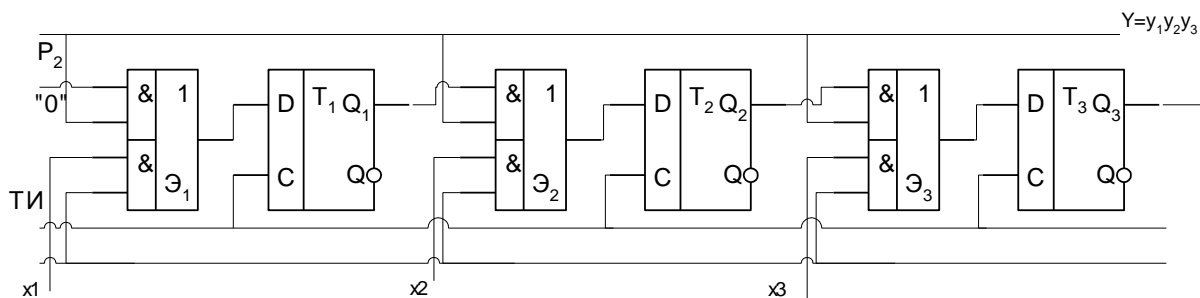 Y=y₁y₂y₃
P₂
"0"
& 1
&
Э₁
D T₁ Q₁
C Q
& 1
&
Э₂
D T₂ Q₂
C Q
& 1
&
Э₃
D T₃ Q₃
C Q
ТИ
x1
x2
x3